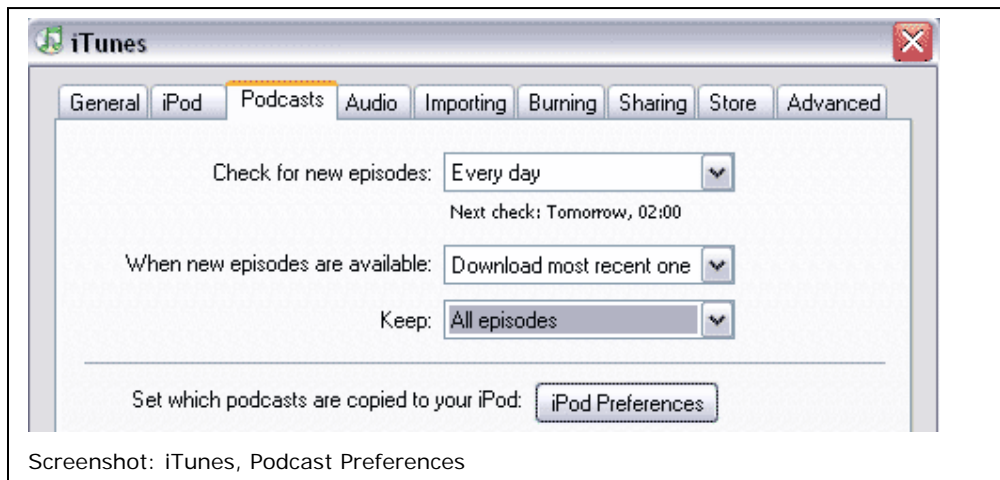 iTunes
General iPod Podcasts Audio Importing Burning Sharing Store Advanced
Check for new episodes: Every day
Next check: Tomorrow, 02:00
When new episodes are available: Download most recent one
Keep: All episodes
Set which podcasts are copied to your iPod: iPod Preferences
Screenshot: iTunes, Podcast Preferences